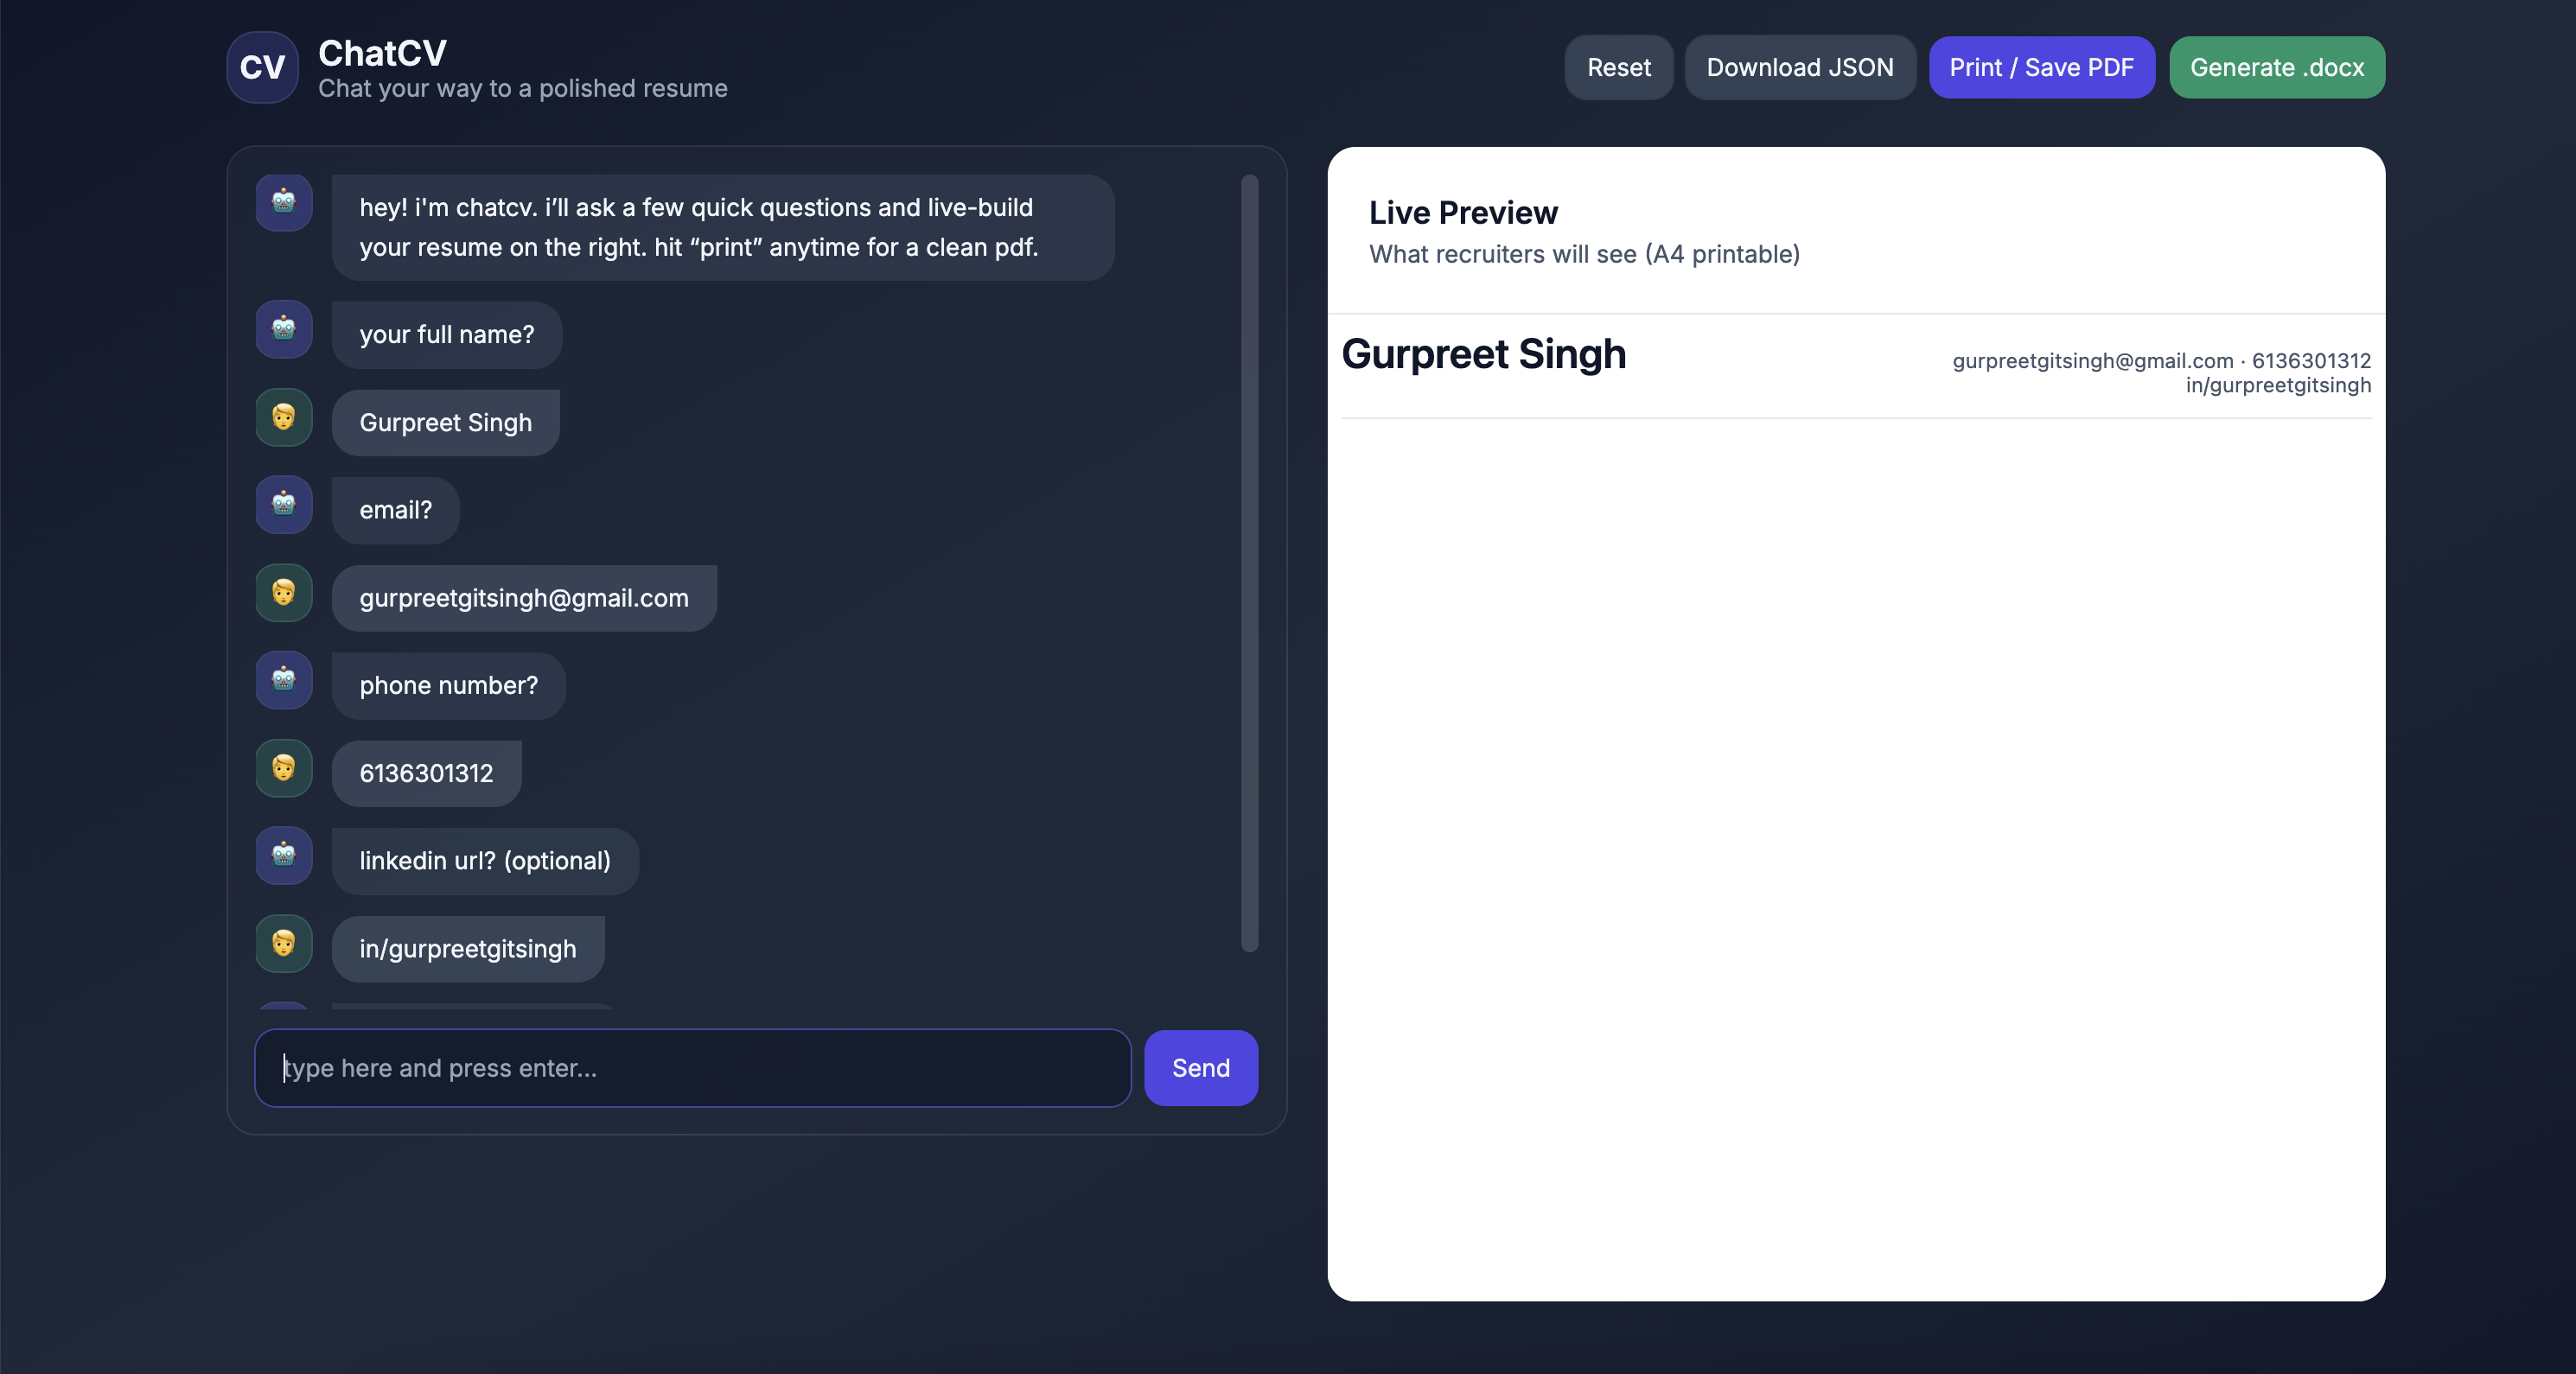 CV
ChatCV
Chat your way to a polished resume
Reset
Download JSON
Print / Save PDF
Generate .docx
hey! i'm chatcv. i’ll ask a few quick questions and live-build
your resume on the right. hit “print” anytime for a clean pdf.
your full name?
Gurpreet Singh
email?
gurpreetgitsingh@gmail.com
phone number?
6136301312
linkedin url? (optional)
in/gurpreetgitsingh
type here and press enter...
Send
Live Preview
What recruiters will see (A4 printable)
Gurpreet Singh
gurpreetgitsingh@gmail.com · 6136301312
in/gurpreetgitsingh